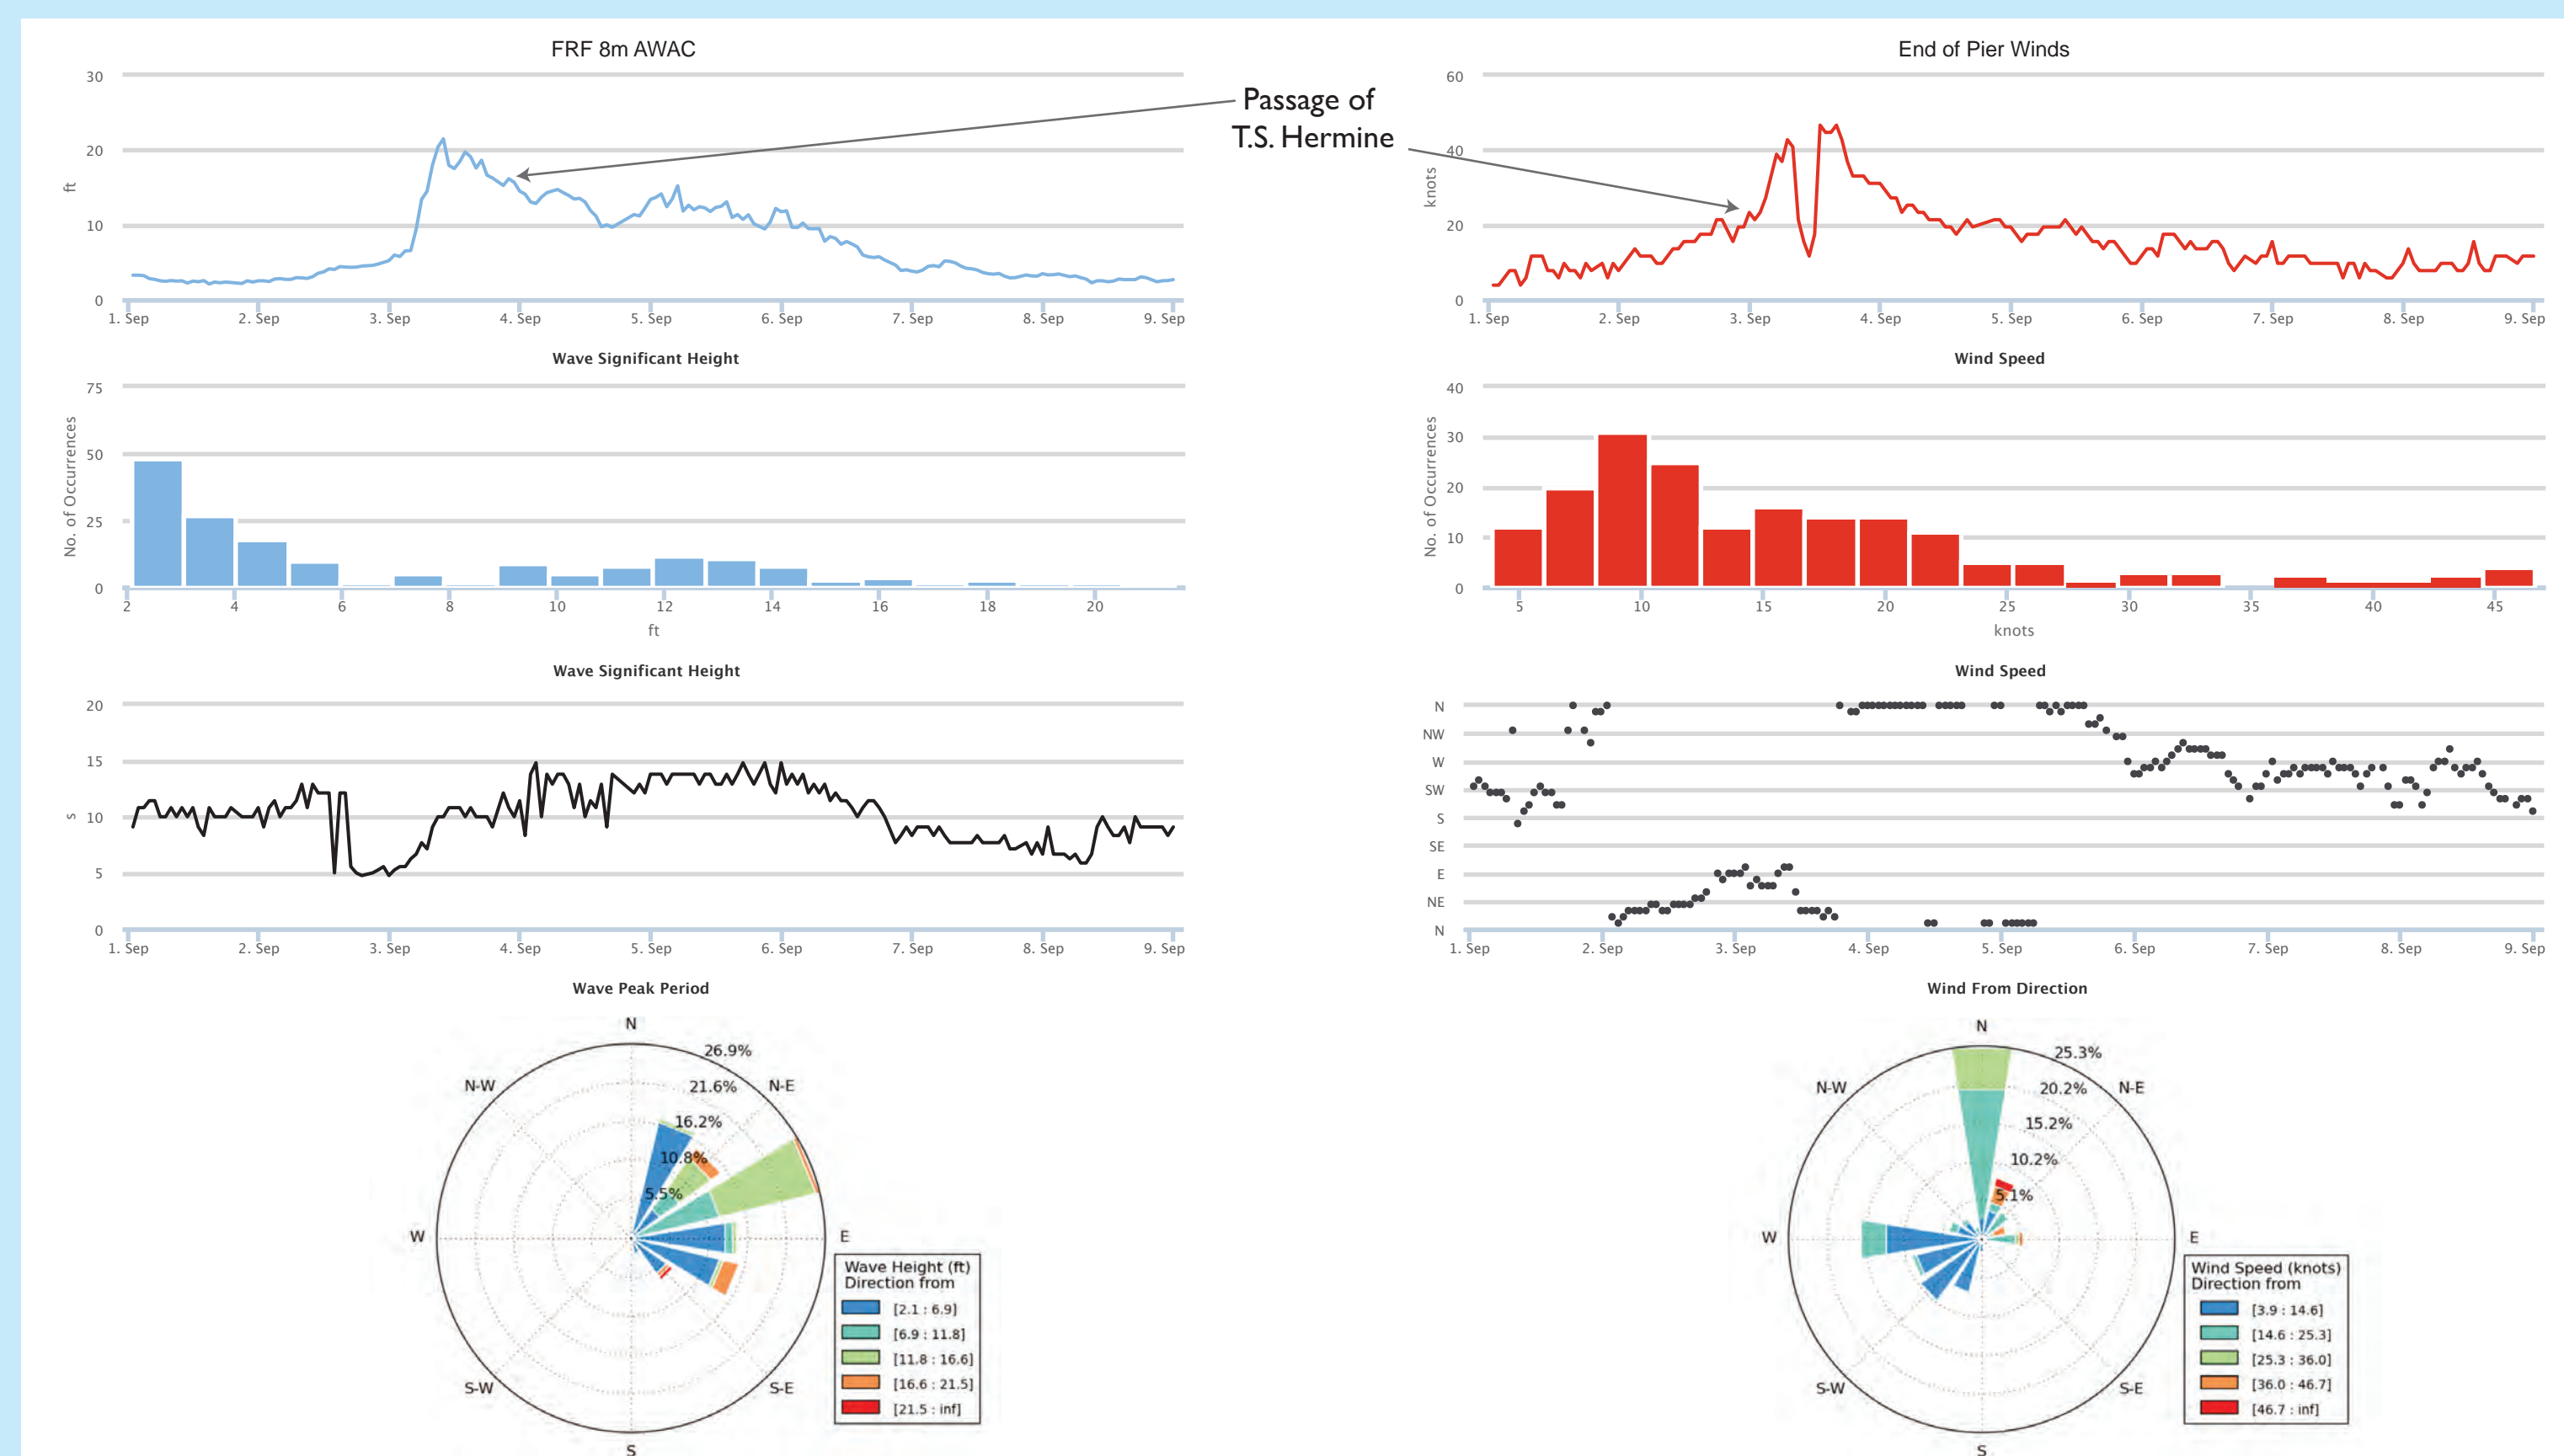 FRF 8m AWAC
30
20
10
0
ft
1. Sep
2. Sep
3. Sep
4. Sep
5. Sep
6. Sep
7. Sep
8. Sep
9. Sep
Wave Significant Height
Passage of
T.S. Hermine
End of Pier Winds
60
40
20
0
knots
1. Sep
2. Sep
3. Sep
4. Sep
5. Sep
6. Sep
7. Sep
8. Sep
9. Sep
Wind Speed
75
50
25
0
No. of Occurrences
2
4
6
8
10
12
14
16
18
20
ft
Wave Significant Height
40
30
20
10
0
No. of Occurrences
5
10
15
20
25
30
35
40
45
knots
Wind Speed
20
15
10
5
0
s
1. Sep
2. Sep
3. Sep
4. Sep
5. Sep
6. Sep
7. Sep
8. Sep
9. Sep
Wave Peak Period
N
NW
W
SW
S
SE
E
NE
N
1. Sep
2. Sep
3. Sep
4. Sep
5. Sep
6. Sep
7. Sep
8. Sep
9. Sep
Wind From Direction
N
N-E
E
S-E
S
S-W
W
N-W
26.9%
21.6%
16.2%
10.8%
5.5%
Wave Height (ft)
Direction from
[2.1 : 6.9]
[6.9 : 11.8]
[11.8 : 16.6]
[16.6 : 21.5]
[21.5 : inf]
N
N-E
E
S-E
S
S-W
W
N-W
25.3%
20.2%
15.2%
10.2%
5.1%
Wind Speed (knots)
Direction from
[3.9 : 14.6]
[14.6 : 25.3]
[25.3 : 36.0]
[36.0 : 46.7]
[46.7 : inf]